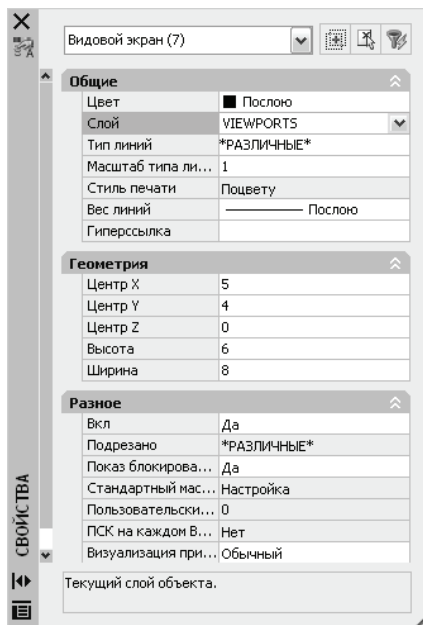 Видовой экран (7)
Общие
Цвет Послою
Слой VIEWPORTS
Тип линий *РАЗЛИЧНЫЕ*
Масштаб типа ли... 1
Стиль печати Поцвету
Вес линий Послою
Гиперссылка
Геометрия
Центр X 5
Центр Y 4
Центр Z 0
Высота 6
Ширина 8
Разное
Вкл Да
Подрезано *РАЗЛИЧНЫЕ*
Показ блокирова... Да
Стандартный мас... Настройка
Пользовательски... 0
ПСК на каждом В... Нет
Визуализация при... Обычный
СВОЙСТВА
Текущий слой объекта.